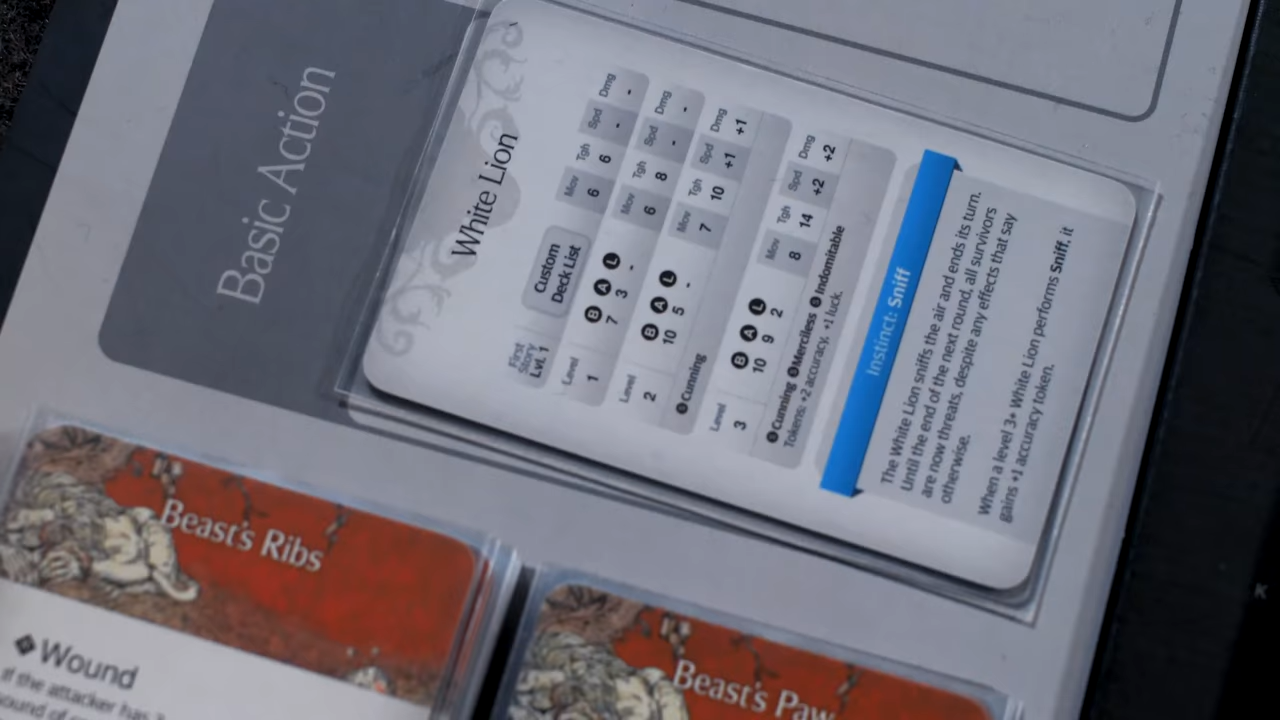 Basic Action
White Lion
First
Story
Lvl. 1
Custom
Deck List
Level B A L Mov Tgh Spd Dmg
1 7 3 - 6 6 - -
Level B A L Mov Tgh Spd Dmg
2 10 5 - 6 8 - -
Cunning
Mov Tgh Spd Dmg
7 10 +1 +1
Level B A L Mov Tgh Spd Dmg
3 10 9 2 8 14 +2 +2
Cunning Merciless Indomitable
Tokens: +2 accuracy, +1 luck.
Instinct: Sniff
The White Lion sniffs the air and ends its turn.
Until the end of the next round, all survivors
are now threats, despite any effects that say
otherwise.
When a level 3+ White Lion performs Sniff, it
gains +1 accuracy token.
Beast's Ribs
Wound
if the attacker has
Beast's Paw
K